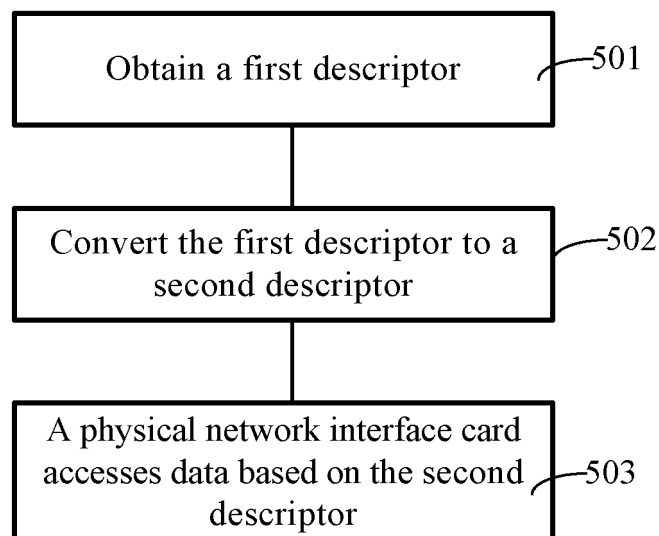 Obtain a first descriptor
501
Convert the first descriptor to a
second descriptor
502
A physical network interface card
accesses data based on the second
descriptor
503